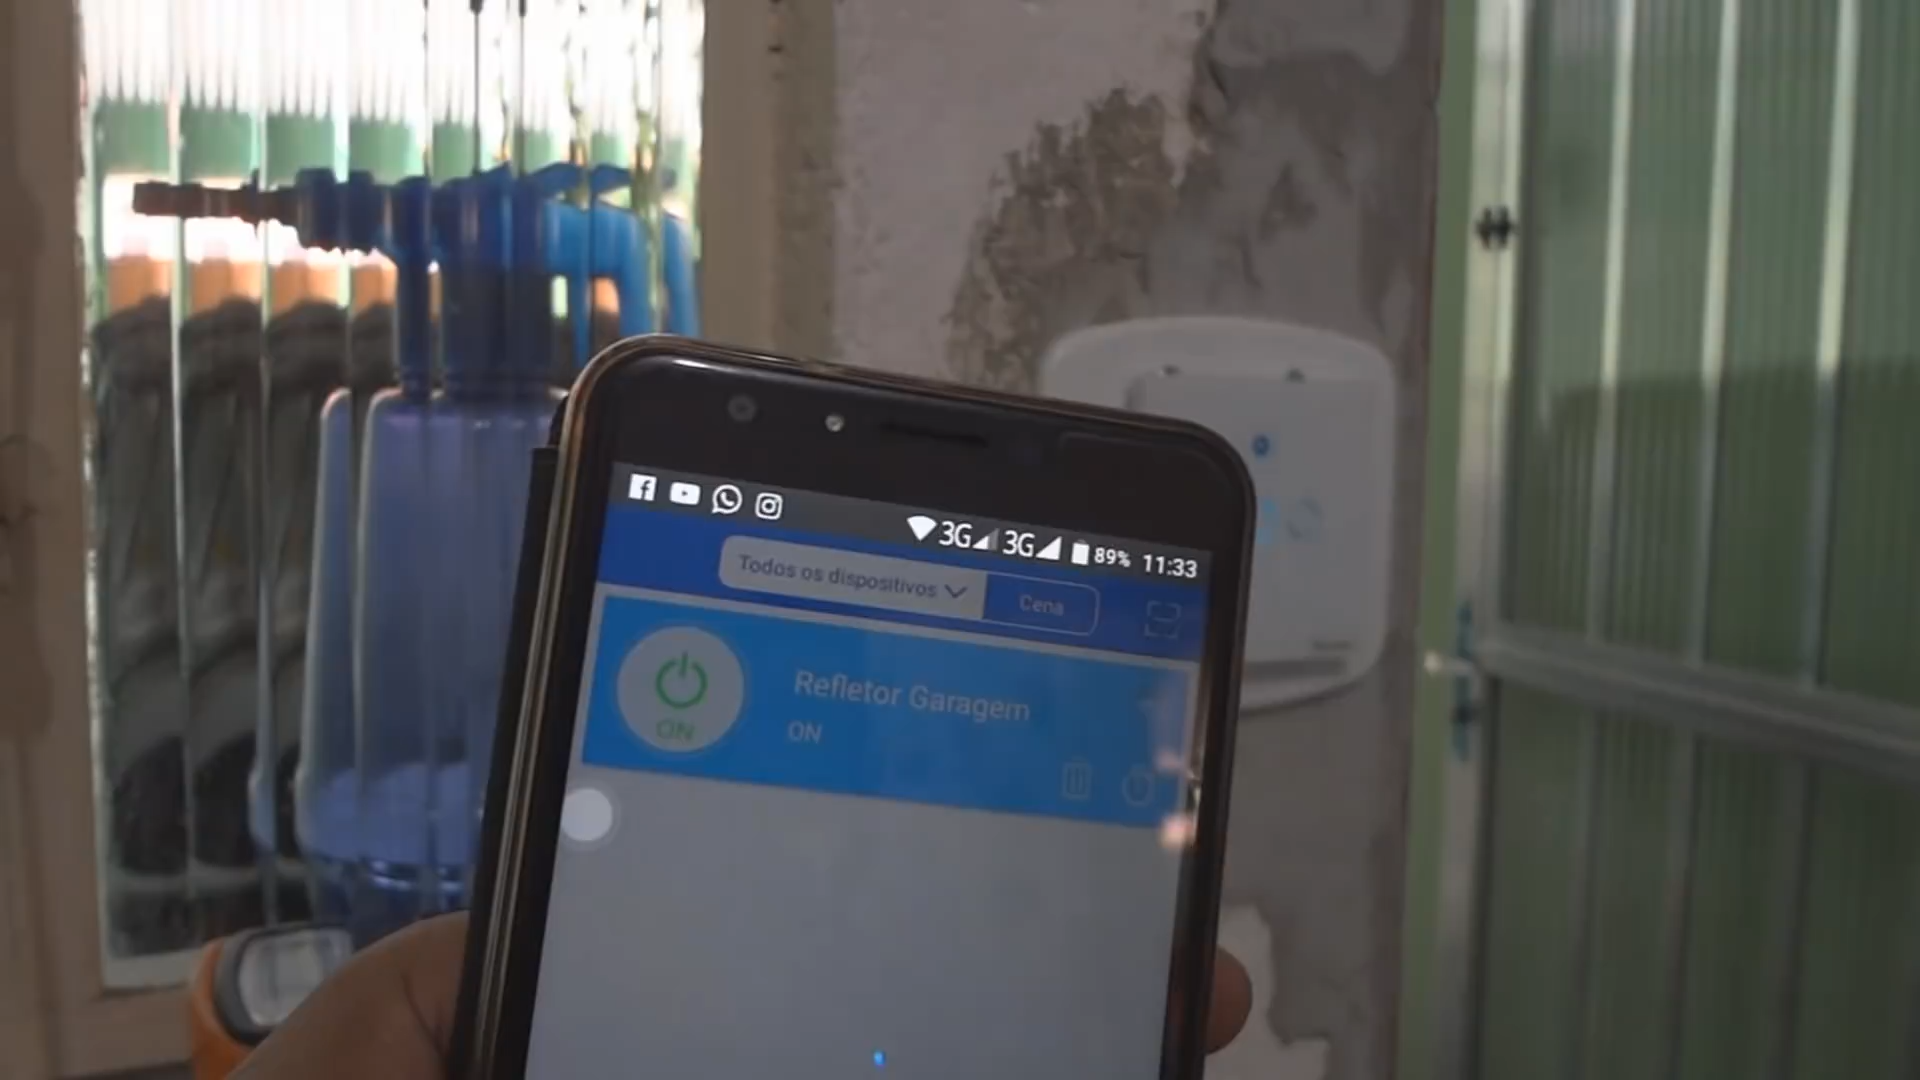 3G 3G 89% 11:33
Todos os dispositivos Cena
ON
Refletor Garagem
ON